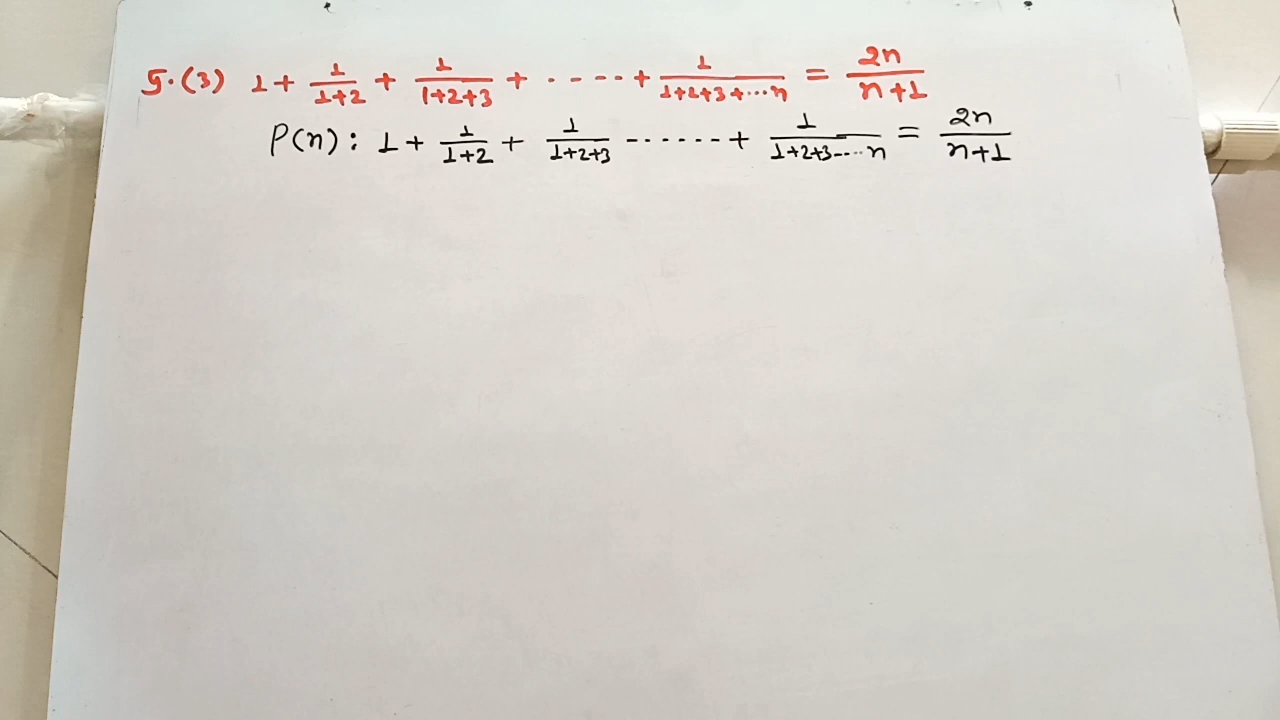 5.(3) 1 + 1/(1+2) + 1/(1+2+3) + ----- + 1/(1+2+3+...n) = 2n/(n+1)
P(n): 1 + 1/(1+2) + 1/(1+2+3) ------ + 1/(1+2+3----n) = 2n/(n+1)